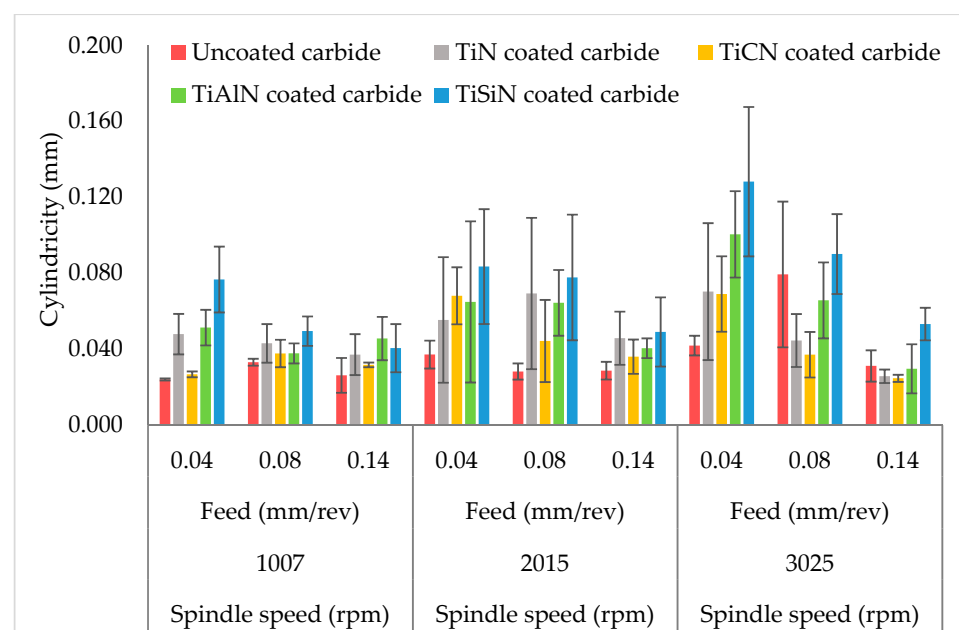 0.200
0.160
0.120
0.080
0.040
0.000
Cylindricity (mm)
Uncoated carbide TiN coated carbide TiCN coated carbide
TiAlN coated carbide TiSiN coated carbide
0.04 0.08 0.14 0.04 0.08 0.14 0.04 0.08 0.14
Feed (mm/rev) Feed (mm/rev) Feed (mm/rev)
1007 2015 3025
Spindle speed (rpm) Spindle speed (rpm) Spindle speed (rpm)